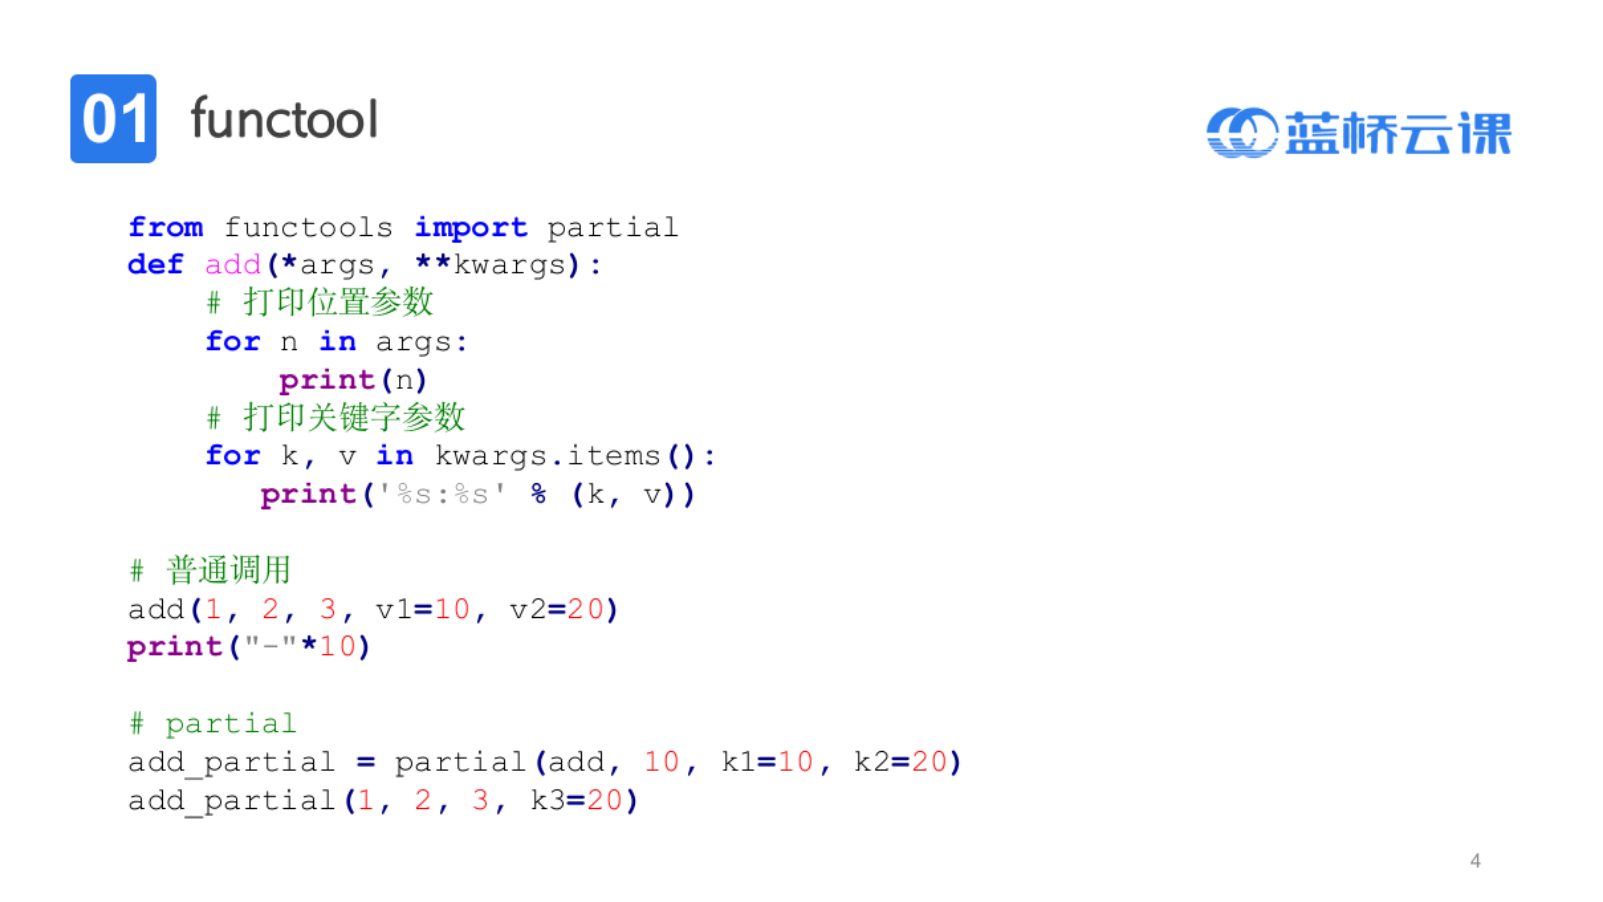 01 functool
蓝桥云课
from functools import partial
def add(*args, **kwargs):
    # 打印位置参数
    for n in args:
        print(n)
    # 打印关键字参数
    for k, v in kwargs.items():
       print('%s:%s' % (k, v))

# 普通调用
add(1, 2, 3, v1=10, v2=20)
print("-"*10)

# partial
add_partial = partial(add, 10, k1=10, k2=20)
add_partial(1, 2, 3, k3=20)
4